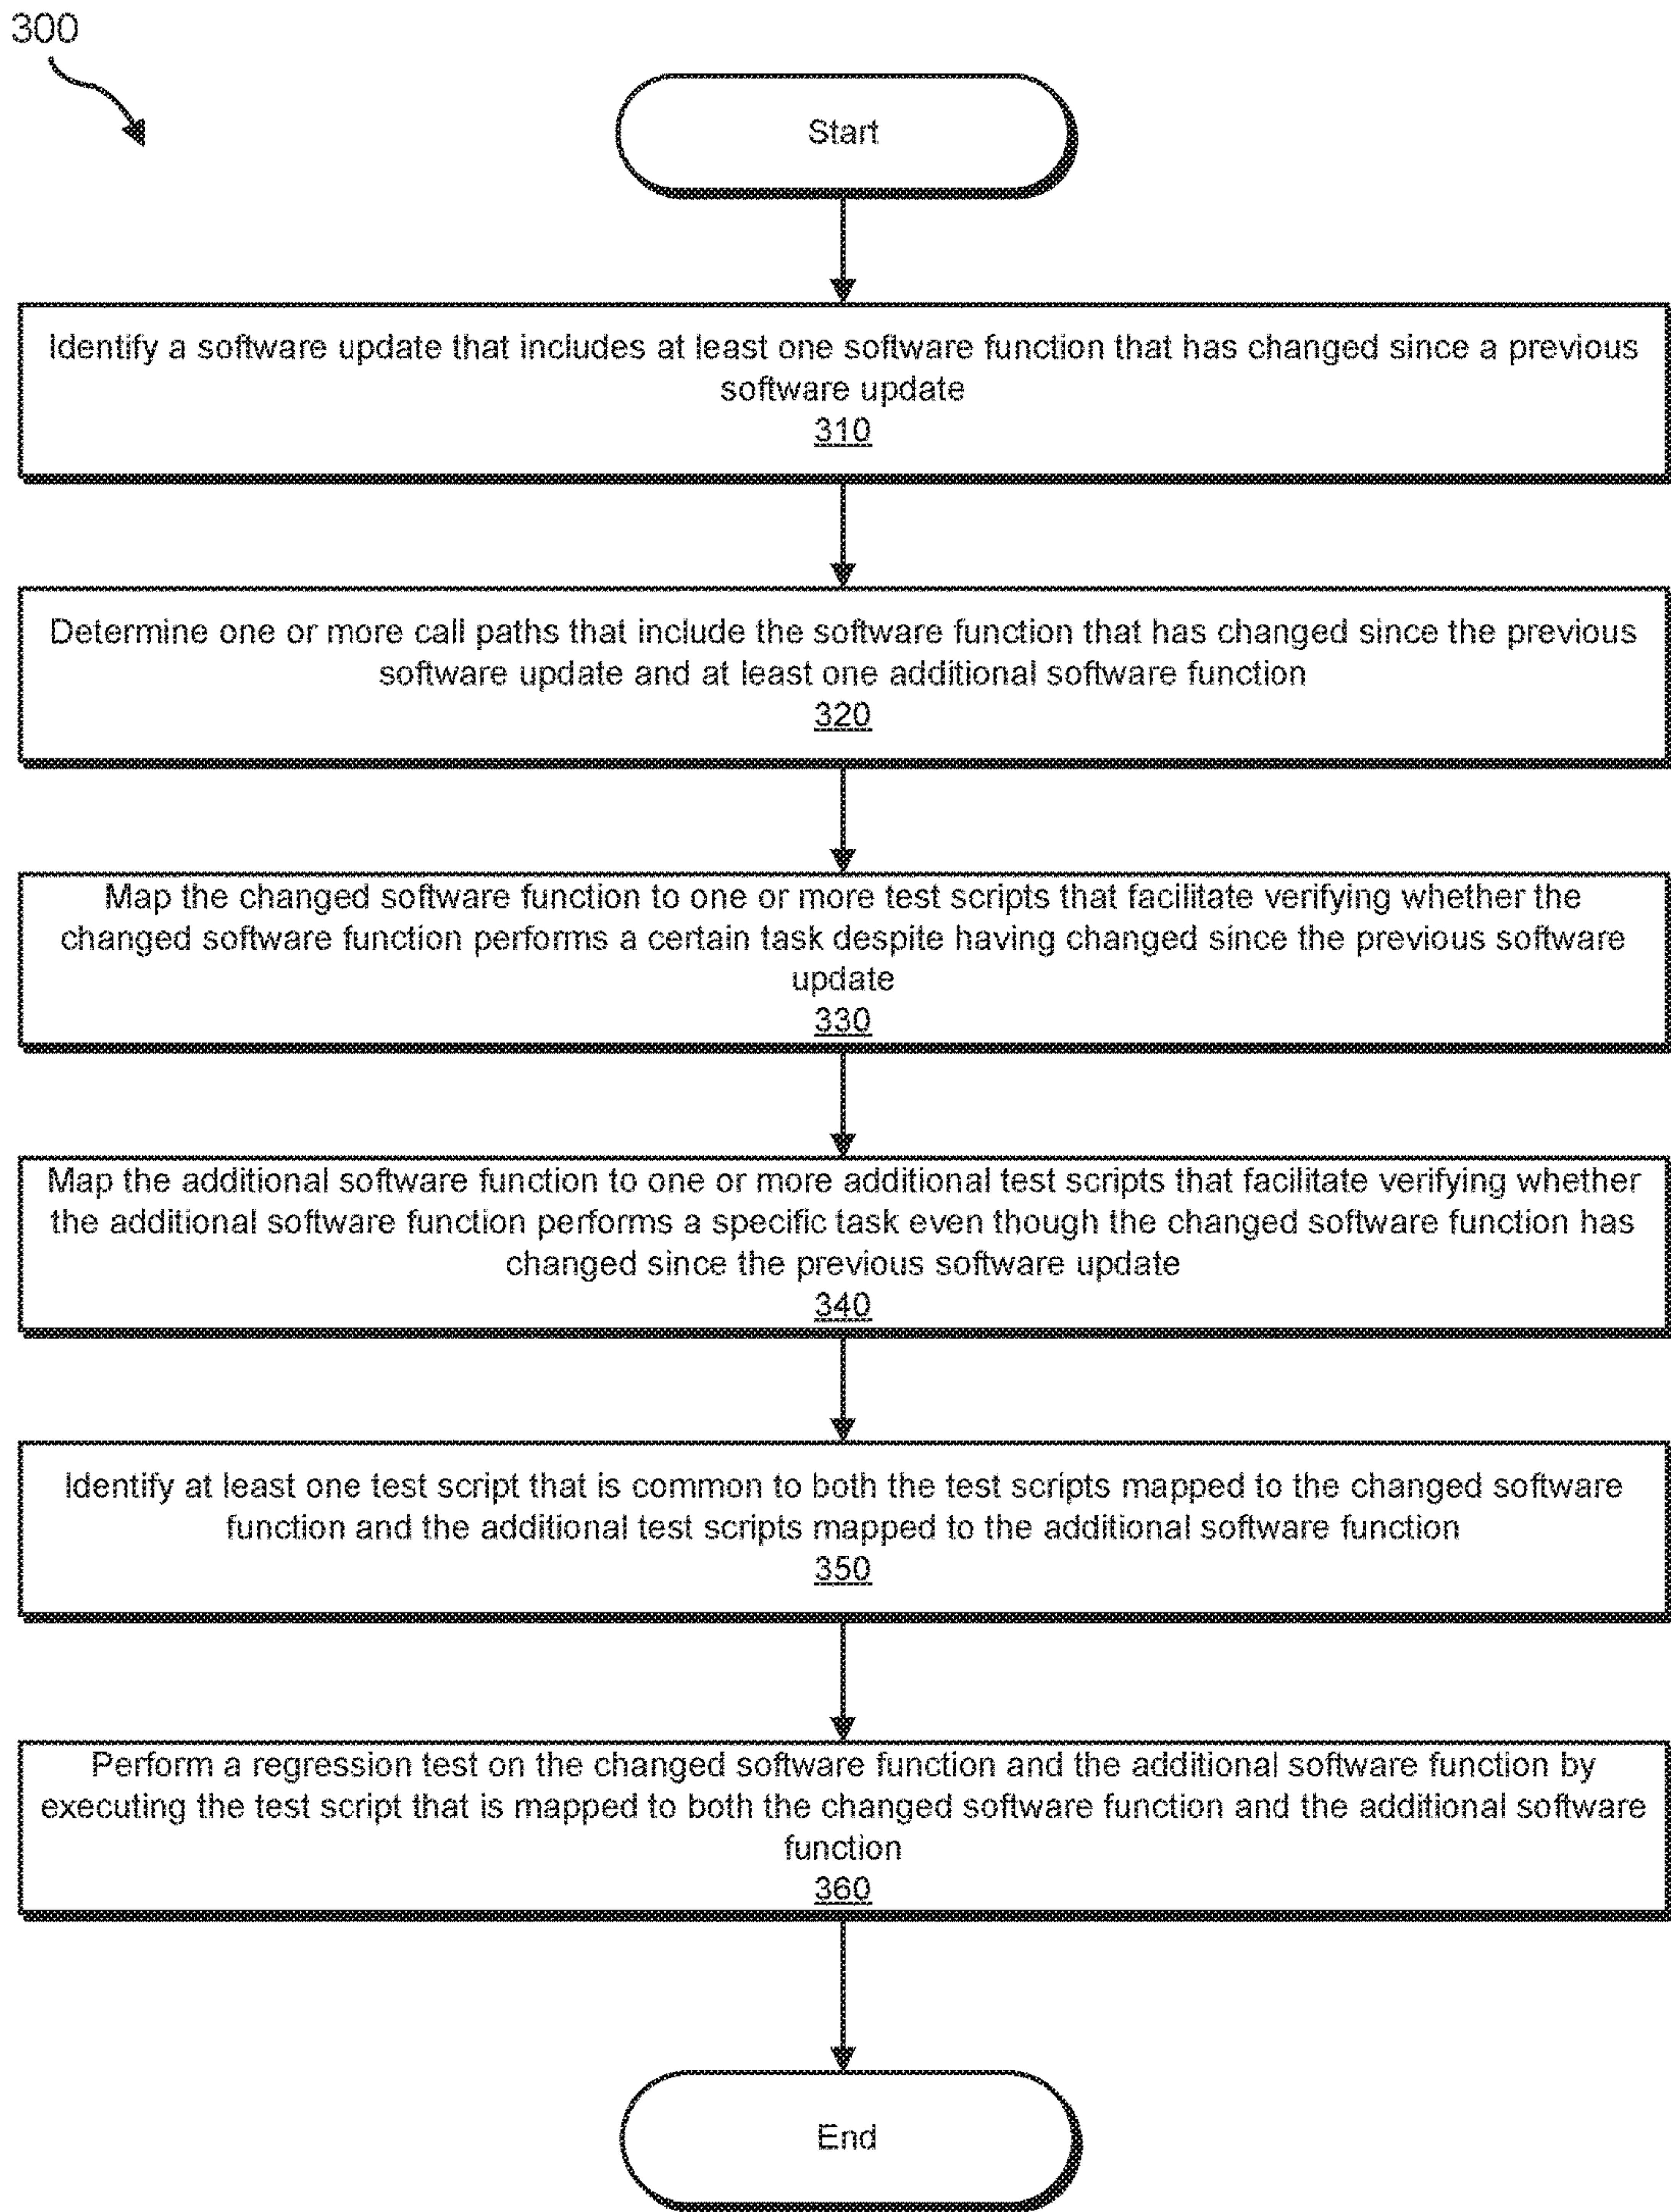 300
Start
Identify a software update that includes at least one software function that has changed since a previous
software update
310
Determine one or more call paths that include the software function that has changed since the previous
software update and at least one additional software function
320
Map the changed software function to one or more test scripts that facilitate verifying whether the
changed software function performs a certain task despite having changed since the previous software
update
330
Map the additional software function to one or more additional test scripts that facilitate verifying whether
the additional software function performs a specific task even though the changed software function has
changed since the previous software update
340
Identify at least one test script that is common to both the test scripts mapped to the changed software
function and the additional test scripts mapped to the additional software function
350
Perform a regression test on the changed software function and the additional software function by
executing the test script that is mapped to both the changed software function and the additional software
function
360
End